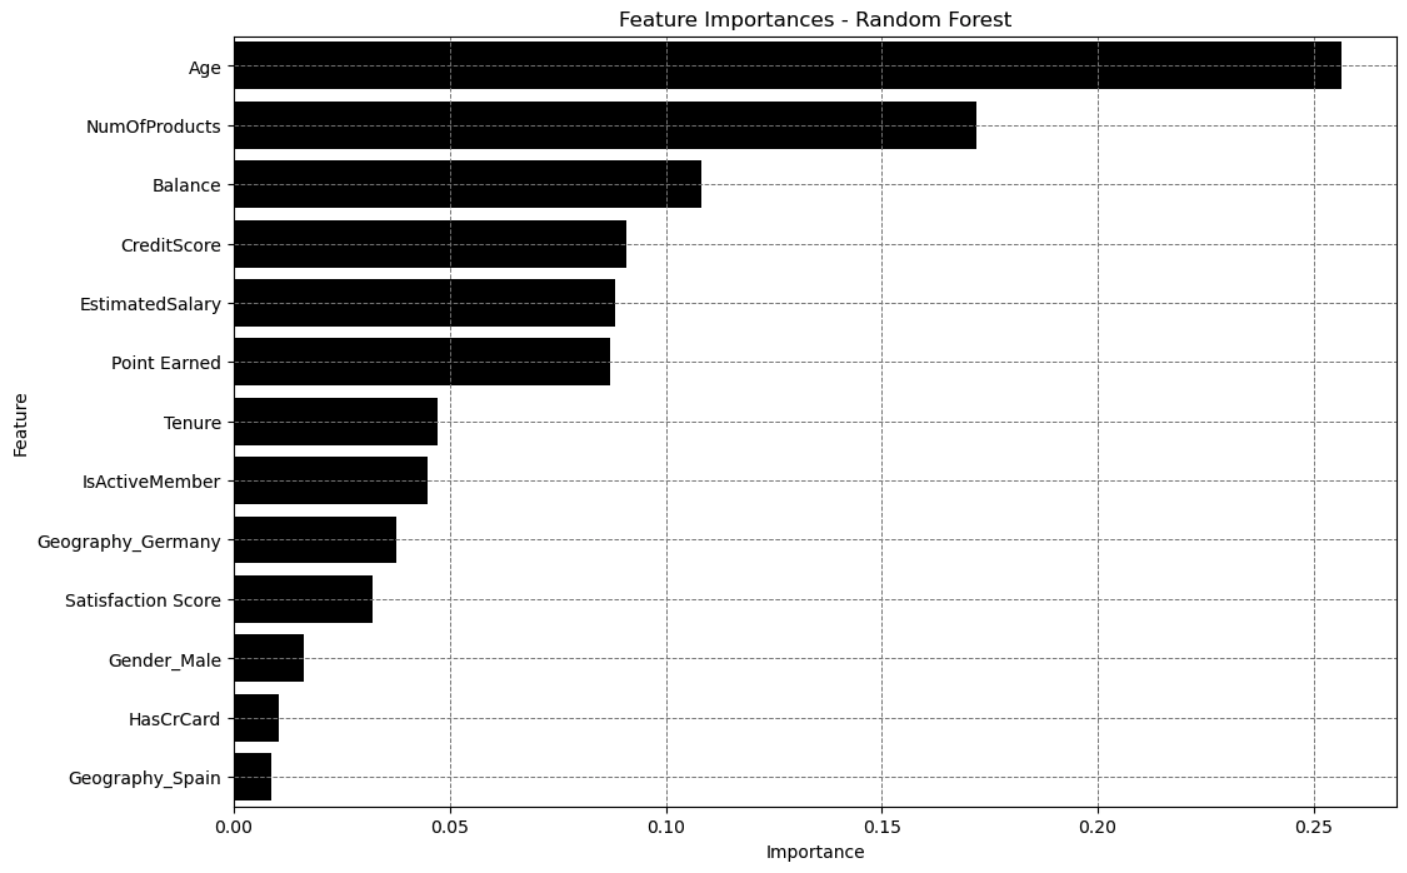 Feature Importances - Random Forest
Age
NumOfProducts
Balance
CreditScore
EstimatedSalary
Point Earned
Tenure
IsActiveMember
Geography_Germany
Satisfaction Score
Gender_Male
HasCrCard
Geography_Spain
Feature
0.00 0.05 0.10 0.15 0.20 0.25
Importance